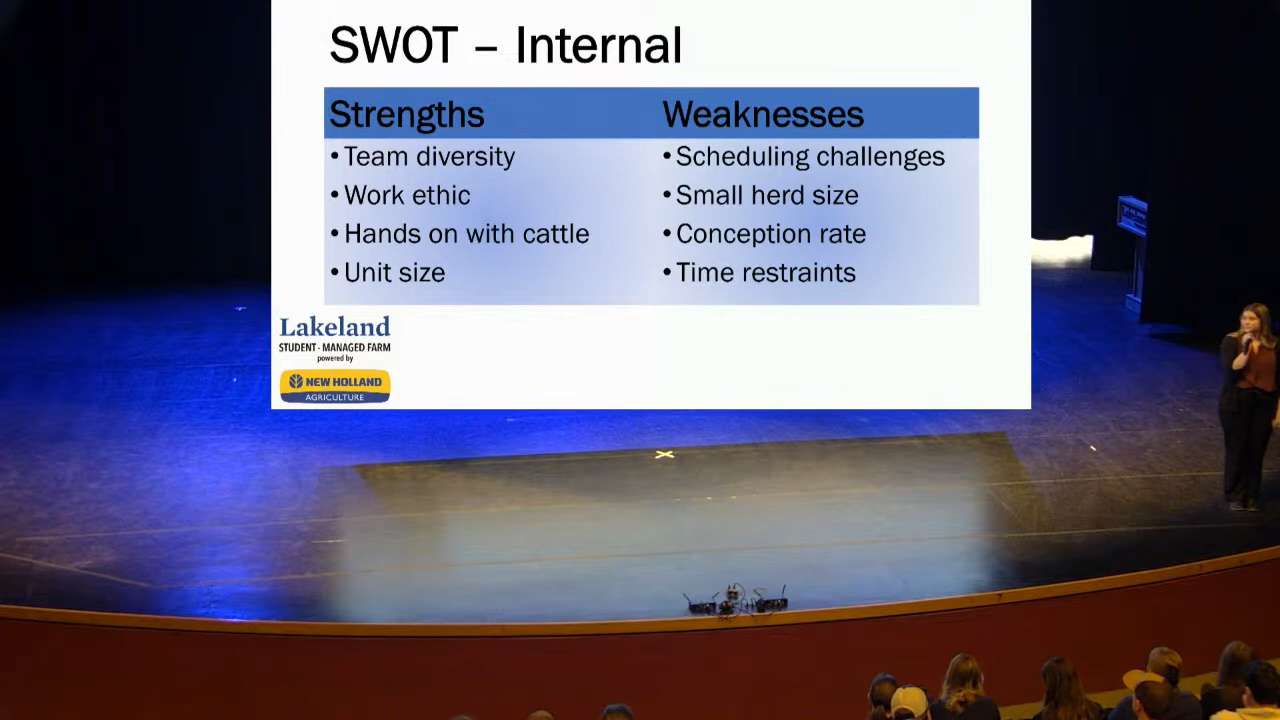 SWOT – Internal
Strengths Weaknesses
• Team diversity • Scheduling challenges
• Work ethic • Small herd size
• Hands on with cattle • Conception rate
• Unit size • Time restraints
Lakeland
STUDENT-MANAGED FARM
powered by
NEW HOLLAND
AGRICULTURE